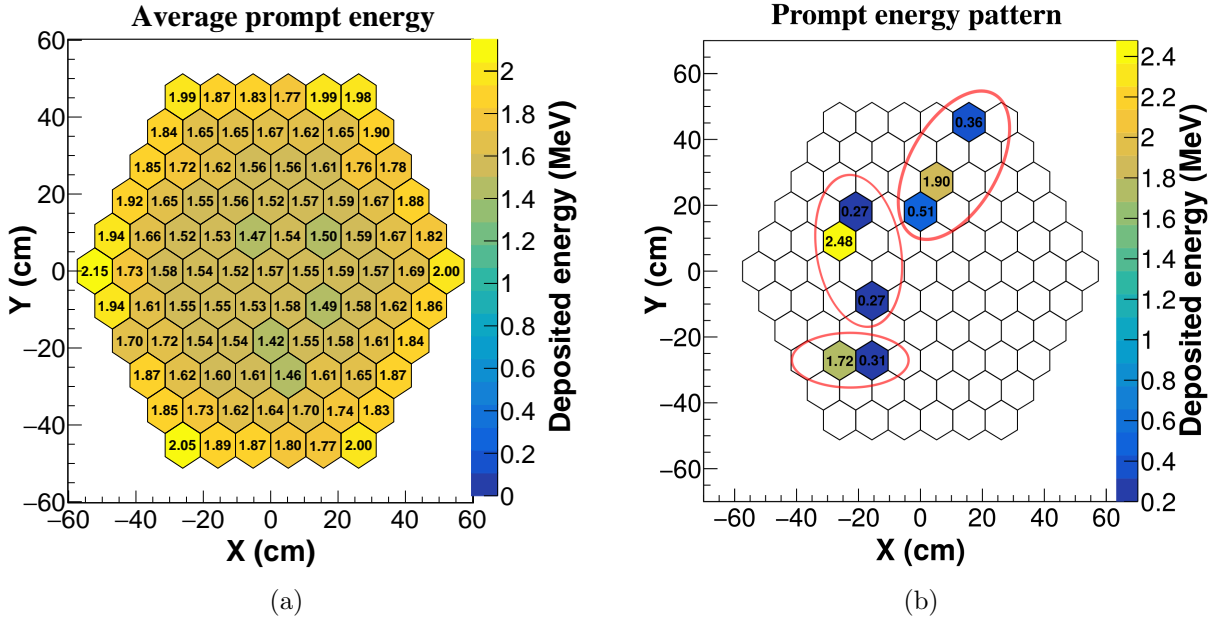 Average prompt energy
60
40
20
0
−20
−40
−60
Y (cm)
1.99 1.87 1.83 1.77 1.99 1.98
1.84 1.65 1.65 1.67 1.62 1.65 1.90
1.85 1.72 1.62 1.56 1.56 1.61 1.76 1.78
1.92 1.65 1.55 1.56 1.52 1.57 1.59 1.67 1.88
1.94 1.66 1.52 1.53 1.47 1.54 1.50 1.59 1.67 1.82
2.15 1.73 1.58 1.54 1.52 1.57 1.55 1.59 1.57 1.69 2.00
1.94 1.61 1.55 1.55 1.53 1.58 1.49 1.58 1.62 1.86
1.70 1.72 1.54 1.54 1.42 1.55 1.58 1.61 1.84
1.87 1.62 1.60 1.61 1.46 1.61 1.65 1.87
1.85 1.73 1.62 1.64 1.70 1.74 1.83
2.05 1.89 1.87 1.80 1.77 2.00
−60 −40 −20 0 20 40 60
X (cm)
2
1.8
1.6
1.4
1.2
1
0.8
0.6
0.4
0.2
0
Deposited energy (MeV)
(a)
Prompt energy pattern
60
40
20
0
−20
−40
−60
Y (cm)
0.36
1.90
0.27 0.51
2.48
0.27
1.72 0.31
−60 −40 −20 0 20 40 60
X (cm)
2.4
2.2
2
1.8
1.6
1.4
1.2
1
0.8
0.6
0.4
0.2
Deposited energy (MeV)
(b)